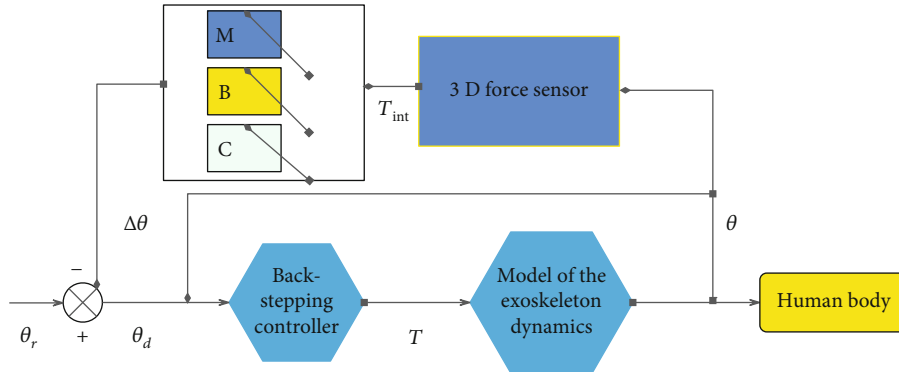 M
B
C
3 D force sensor
T_int
Δθ
θ
−
+
θ_r
θ_d
Back-
stepping
controller
T
Model of the
exoskeleton
dynamics
Human body